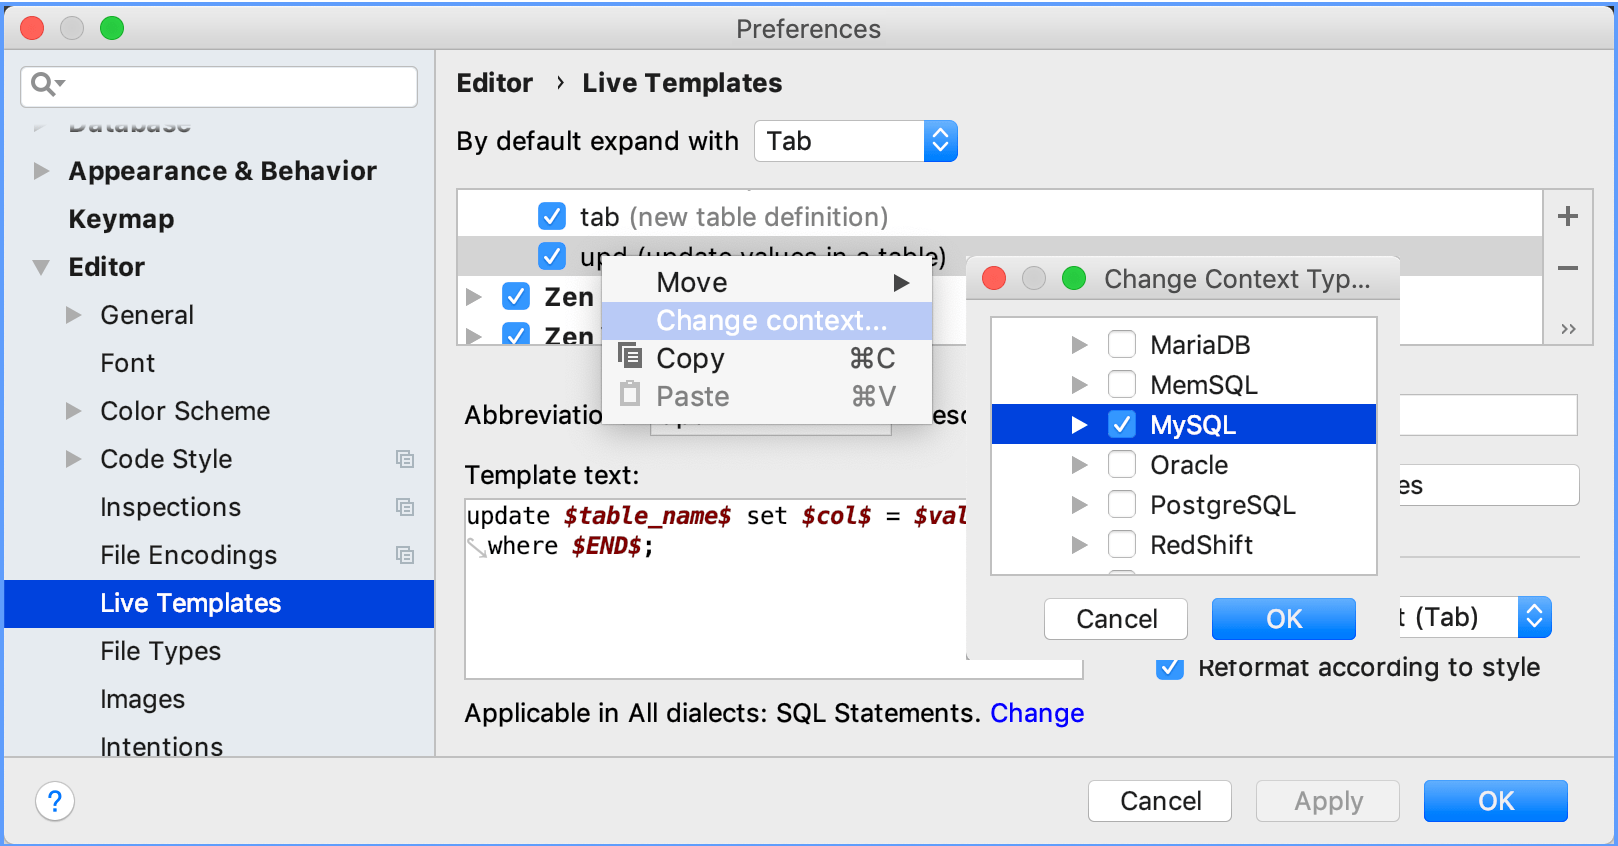 Preferences
Database
Appearance & Behavior
Keymap
Editor
General
Font
Color Scheme
Code Style
Inspections
File Encodings
Live Templates
File Types
Images
Intentions
Editor › Live Templates
By default expand with Tab
tab (new table definition)
upd (update values in a table)
Zen
Zen
Move
Change context...
Copy ⌘C
Paste ⌘V
Abbreviatio
esc
Template text:
update $table_name$ set $col$ = $val
where $END$;
Applicable in All dialects: SQL Statements. Change
Change Context Typ...
MariaDB
MemSQL
MySQL
Oracle
PostgreSQL
RedShift
Cancel OK
es
t (Tab)
Reformat according to style
? Cancel Apply OK